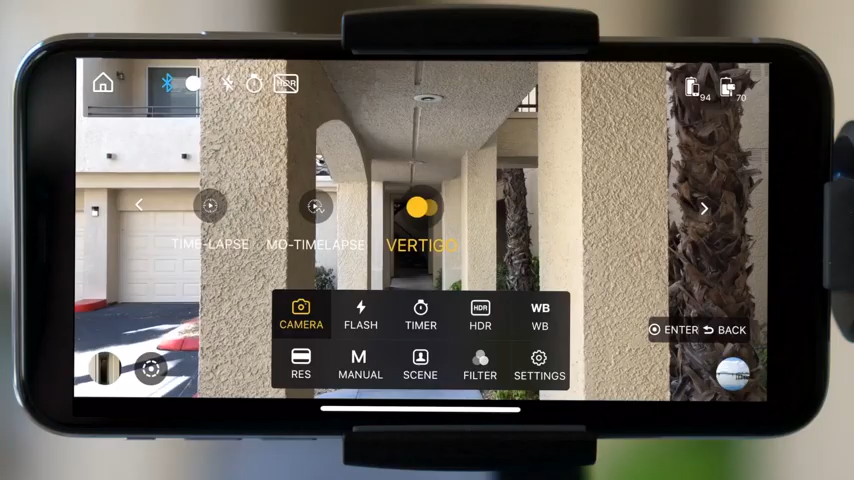 HDR
94
70
TIME-LAPSE
MO-TIMELAPSE
VERTIGO
CAMERA
FLASH
TIMER
HDR
HDR
WB
WB
ENTER
BACK
RES
M
MANUAL
SCENE
FILTER
SETTINGS